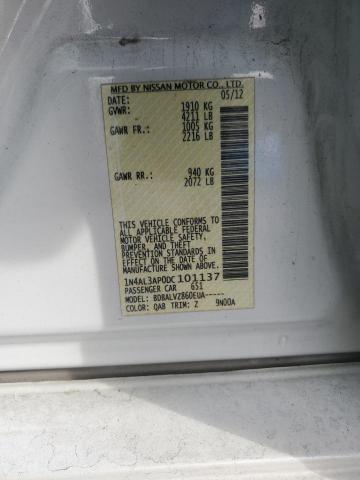 MFD BY NISSAN MOTOR CO., LTD.
DATE: 05/12
GVWR: 1910 KG
4211 LB
GAWR FR.: 1005 KG
2216 LB
GAWR RR.: 940 KG
2072 LB
THIS VEHICLE CONFORMS TO
ALL APPLICABLE FEDERAL
MOTOR VEHICLE SAFETY,
BUMPER, AND THEFT
PREVENTION STANDARDS IN
EFFECT ON THE DATE OF
MANUFACTURE SHOWN ABOVE.
1N4AL3AP0DC101137
PASSENGER CAR 651
MODEL: BDBALVZ860EUA-----
COLOR: QAB TRIM: Z 9N00A